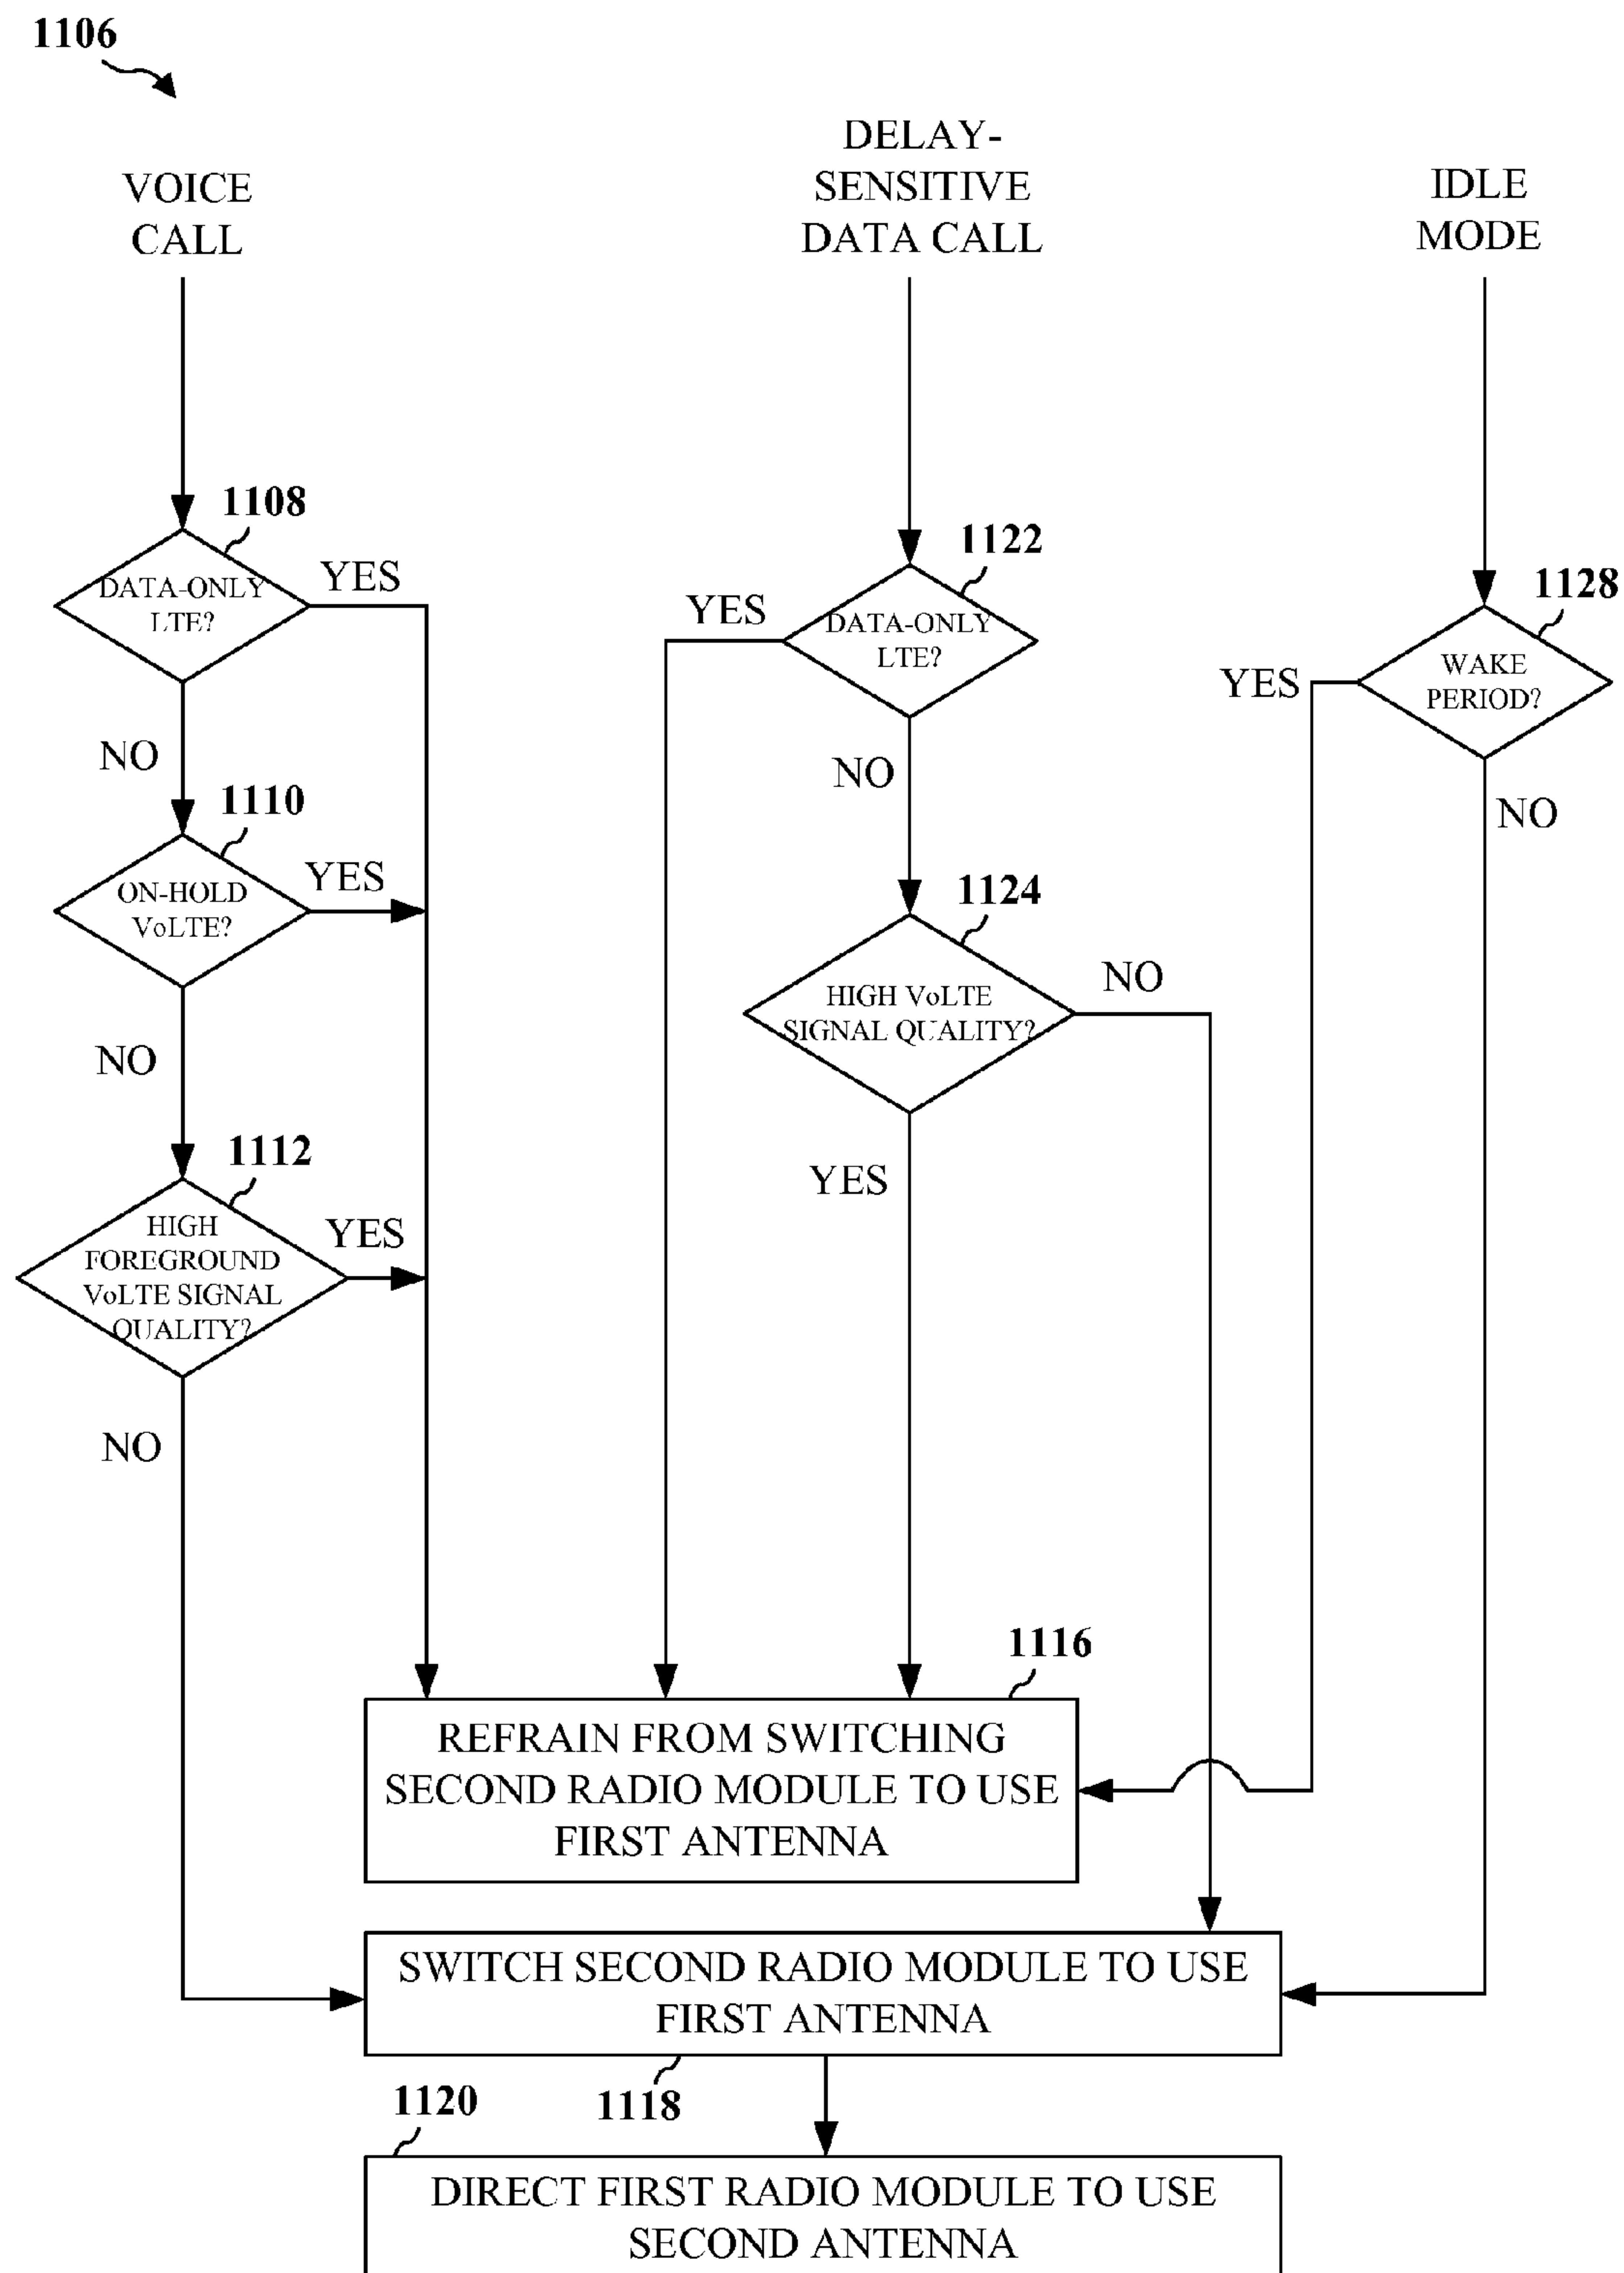 1106
VOICE
CALL
DELAY-
SENSITIVE
DATA CALL
IDLE
MODE
1108
DATA-ONLY
LTE?
YES
NO
1110
ON-HOLD
VoLTE?
YES
NO
1112
HIGH
FOREGROUND
VoLTE SIGNAL
QUALITY?
YES
NO
1122
DATA-ONLY
LTE?
YES
NO
1124
HIGH VoLTE
SIGNAL QUALITY?
NO
YES
1128
WAKE
PERIOD?
YES
NO
1116
REFRAIN FROM SWITCHING
SECOND RADIO MODULE TO USE
FIRST ANTENNA
SWITCH SECOND RADIO MODULE TO USE
FIRST ANTENNA
1118
1120
DIRECT FIRST RADIO MODULE TO USE
SECOND ANTENNA